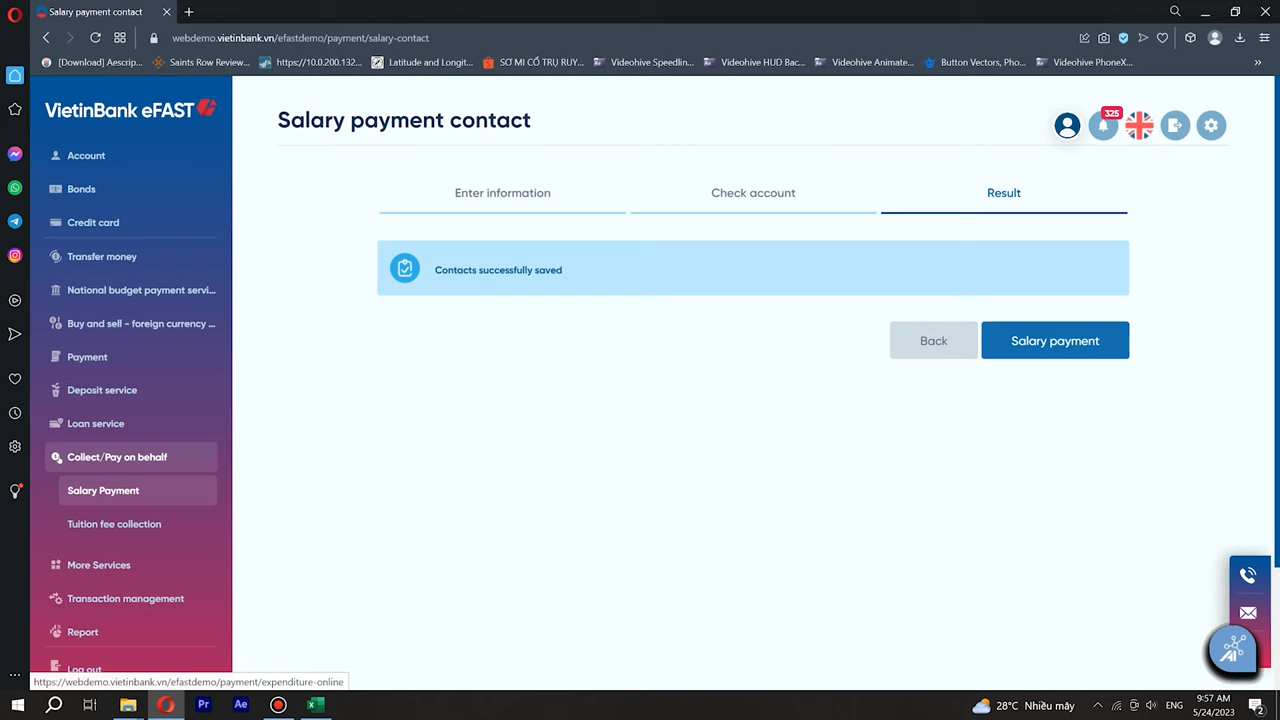 Salary payment contact
webdemo.vietinbank.vn/efastdemo/payment/salary-contact
[Download] Aescrip...
Saints Row Review...
https://10.0.200.132...
Latitude and Longit...
SƠ MI CỔ TRỤ RUY...
Videohive Speedlin...
Videohive HUD Bac...
Videohive Animate...
Button Vectors, Pho...
Videohive PhoneX...
VietinBank eFAST
Account
Bonds
Credit card
Transfer money
National budget payment servi...
Buy and sell - foreign currency ...
Payment
Deposit service
Loan service
Collect/Pay on behalf
Salary Payment
Tuition fee collection
More Services
Transaction management
Report
Log out
Salary payment contact
325
Enter information
Check account
Result
Contacts successfully saved
Back
Salary payment
AI
https://webdemo.vietinbank.vn/efastdemo/payment/expenditure-online
Pr
Ae
28°C Nhiều mây
ENG
9:57 AM
5/24/2023
2